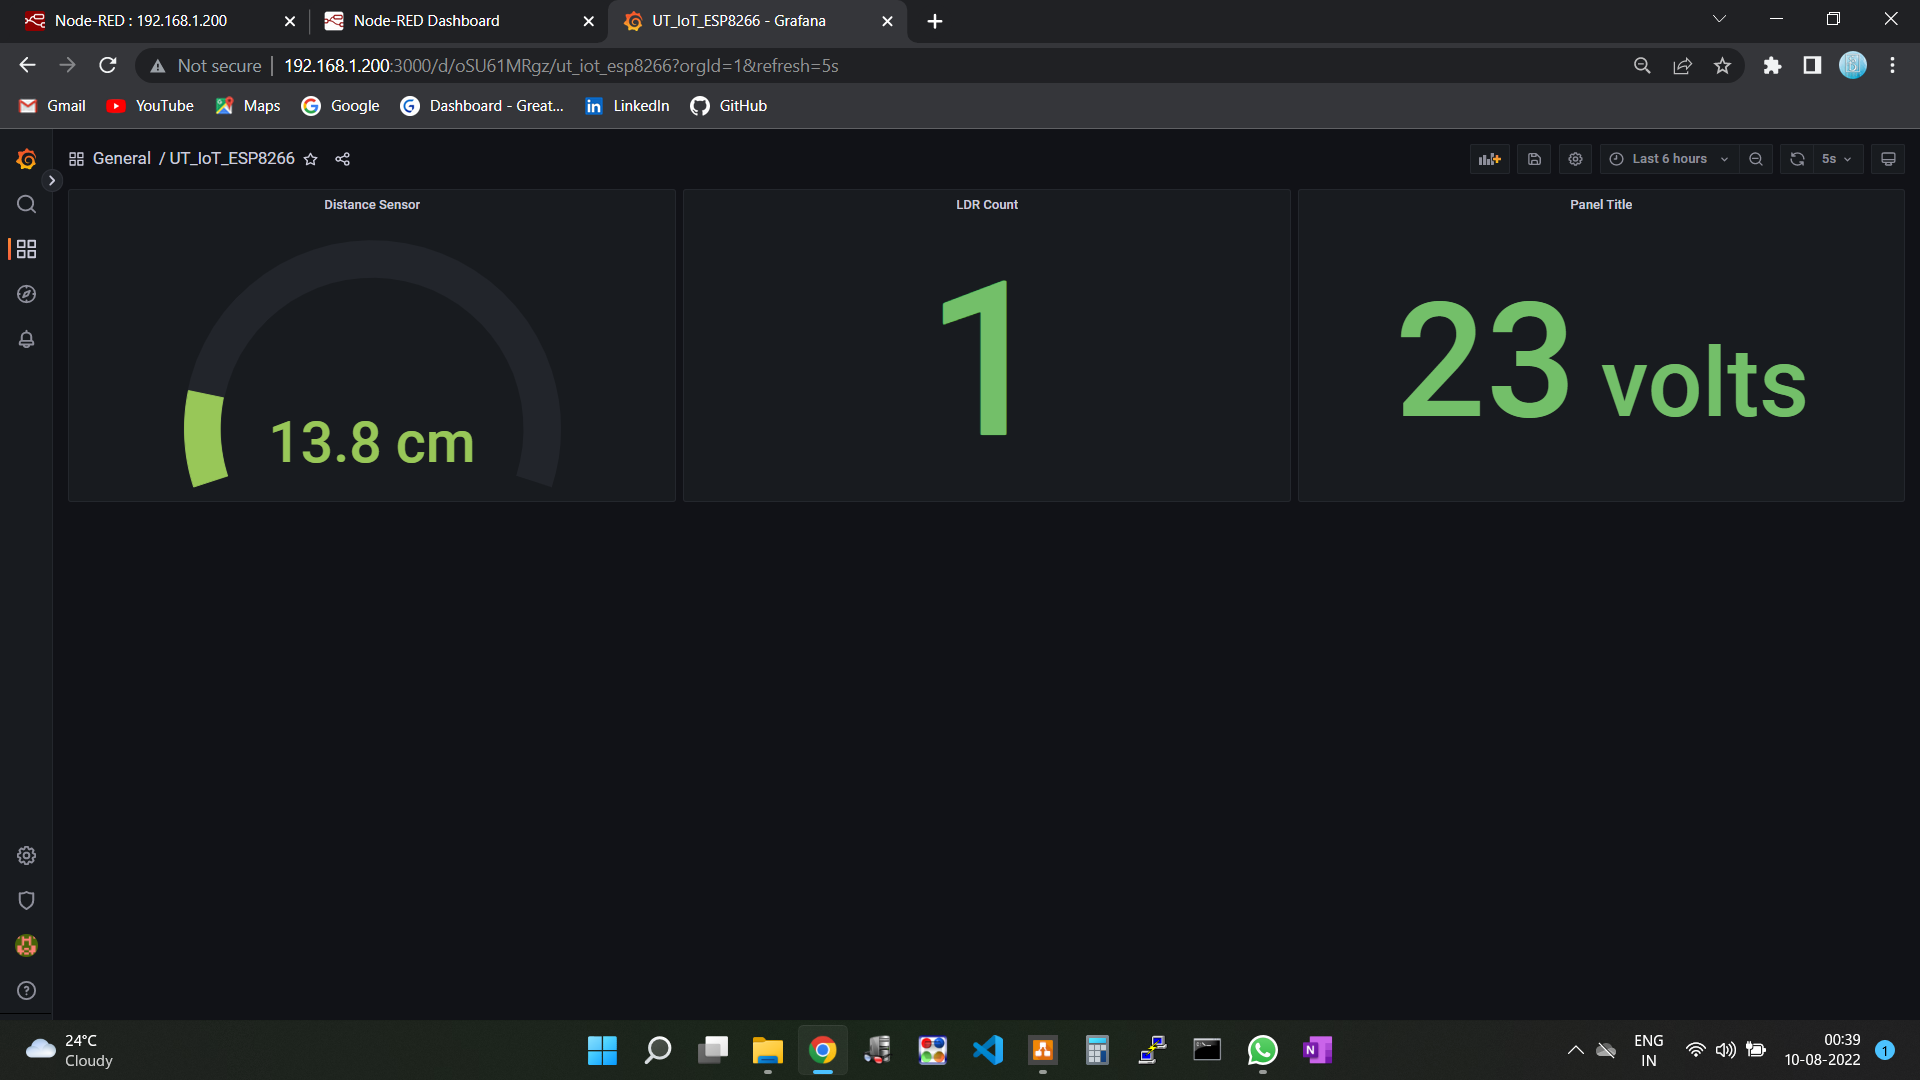 Node-RED : 192.168.1.200
Node-RED Dashboard
UT_IoT_ESP8266 - Grafana
Not secure
192.168.1.200:3000/d/oSU61MRgz/ut_iot_esp8266?orgId=1&refresh=5s
Gmail
YouTube
Maps
Google
Dashboard - Great...
LinkedIn
GitHub
General / UT_IoT_ESP8266
Last 6 hours
5s
Distance Sensor
LDR Count
Panel Title
13.8 cm
1
23 volts
24°C
Cloudy
ENG
IN
00:39
10-08-2022
1